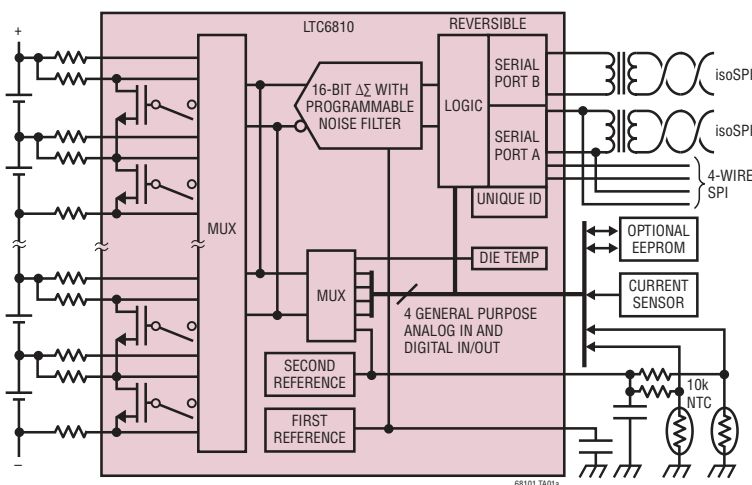 LTC6810
REVERSIBLE
16-BIT ΔΣ WITH
PROGRAMMABLE
NOISE FILTER
LOGIC
SERIAL
PORT B
SERIAL
PORT A
UNIQUE ID
isoSPI
isoSPI
4-WIRE
SPI
MUX
MUX
DIE TEMP
4 GENERAL PURPOSE
ANALOG IN AND
DIGITAL IN/OUT
OPTIONAL
EEPROM
CURRENT
SENSOR
SECOND
REFERENCE
FIRST
REFERENCE
10k
NTC
+
–
68101 TA01a